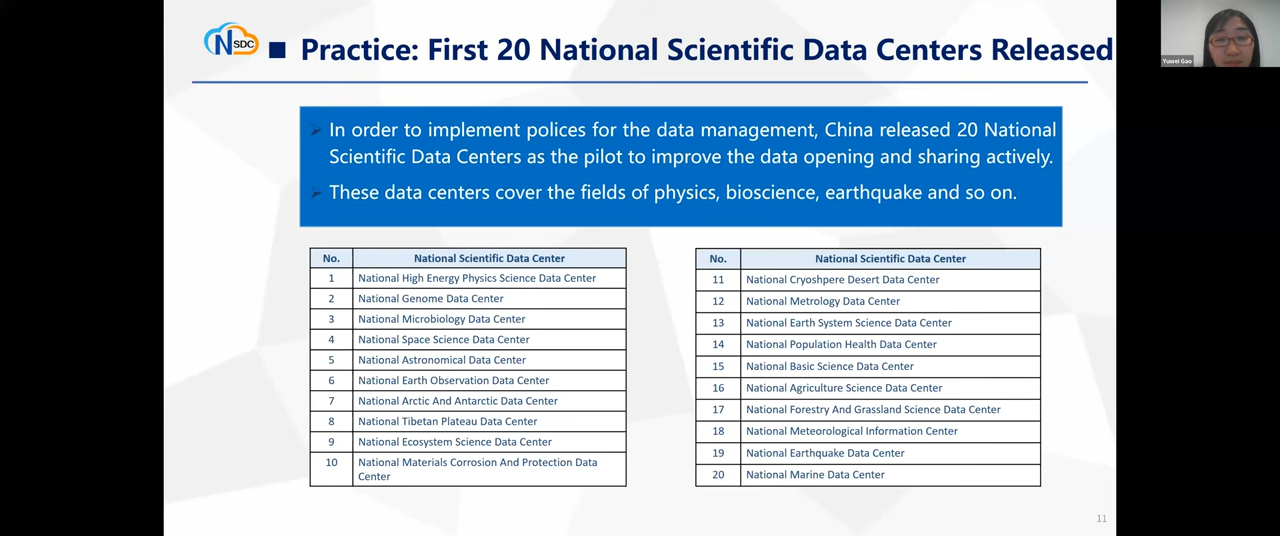 NSDC
■ Practice: First 20 National Scientific Data Centers Released
Yuwei Gao
➢ In order to implement polices for the data management, China released 20 National
Scientific Data Centers as the pilot to improve the data opening and sharing actively.
➢ These data centers cover the fields of physics, bioscience, earthquake and so on.
No. National Scientific Data Center
1 National High Energy Physics Science Data Center
2 National Genome Data Center
3 National Microbiology Data Center
4 National Space Science Data Center
5 National Astronomical Data Center
6 National Earth Observation Data Center
7 National Arctic And Antarctic Data Center
8 National Tibetan Plateau Data Center
9 National Ecosystem Science Data Center
10 National Materials Corrosion And Protection Data
Center
No. National Scientific Data Center
11 National Cryoshpere Desert Data Center
12 National Metrology Data Center
13 National Earth System Science Data Center
14 National Population Health Data Center
15 National Basic Science Data Center
16 National Agriculture Science Data Center
17 National Forestry And Grassland Science Data Center
18 National Meteorological Information Center
19 National Earthquake Data Center
20 National Marine Data Center
11